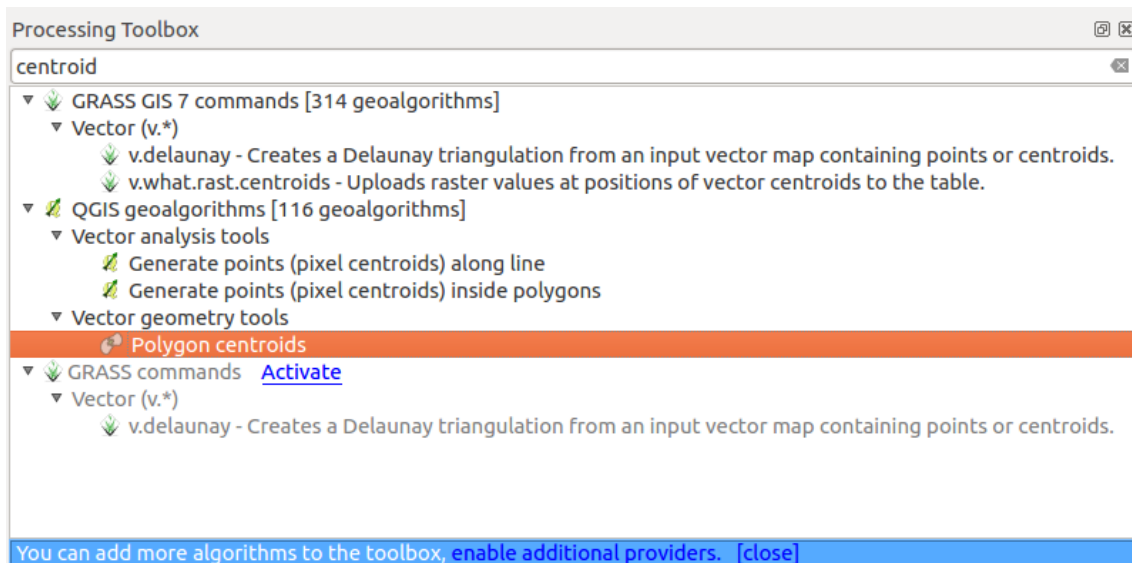 Processing Toolbox
centroid
GRASS GIS 7 commands [314 geoalgorithms]
Vector (v.*)
v.delaunay - Creates a Delaunay triangulation from an input vector map containing points or centroids.
v.what.rast.centroids - Uploads raster values at positions of vector centroids to the table.
QGIS geoalgorithms [116 geoalgorithms]
Vector analysis tools
Generate points (pixel centroids) along line
Generate points (pixel centroids) inside polygons
Vector geometry tools
Polygon centroids
GRASS commands Activate
Vector (v.*)
v.delaunay - Creates a Delaunay triangulation from an input vector map containing points or centroids.
You can add more algorithms to the toolbox, enable additional providers. [close]